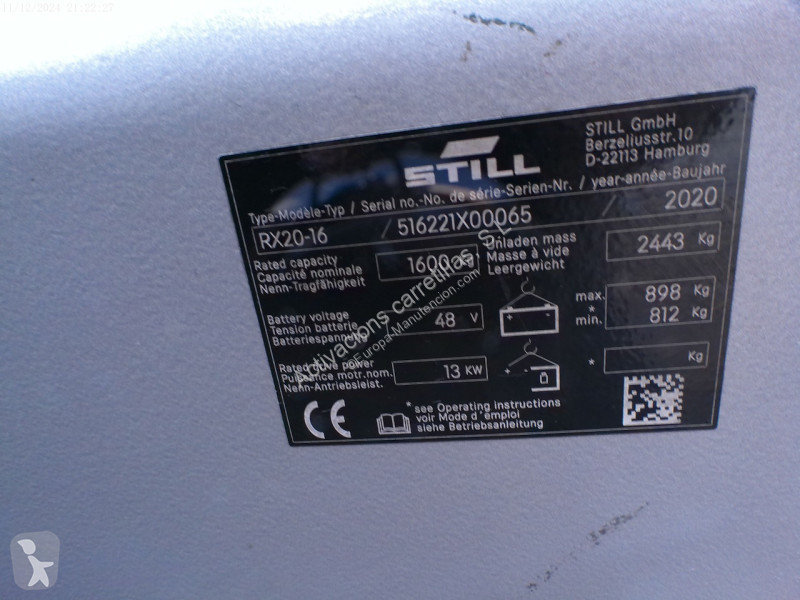 11/12/2024 21:22:27
STILL
STILL GmbH
Berzeliusstr.10
D-22113 Hamburg
Type-Modèle-Typ / Serial no.-No. de série-Serien-Nr. / year-année-Baujahr
RX20-16 / 516221X00065 / 2020
Rated capacity
Capacité nominale
Nenn-Tragfähigkeit
1600 Kg
Unladen mass
Masse à vide
Leergewicht
2443 Kg
Battery voltage
Tension batterie
Batteriespannung
48 V
max. 898 Kg
*
min. 812 Kg
Rated drive power
Puissance motr.nom.
Nenn-Antriebsleist.
13 KW
* Kg
CE
* see Operating instructions
voir Mode d'emploi
siehe Betriebsanleitung
Antivacions carretillas, S.L
©Europa-Manutencion.com